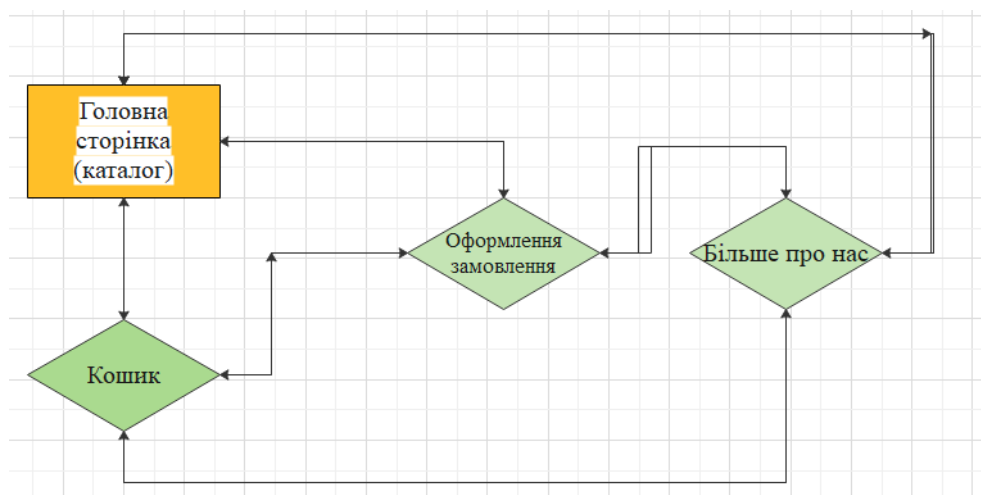 Головна
сторінка
(каталог)
Оформлення
замовлення
Більше про нас
Кошик